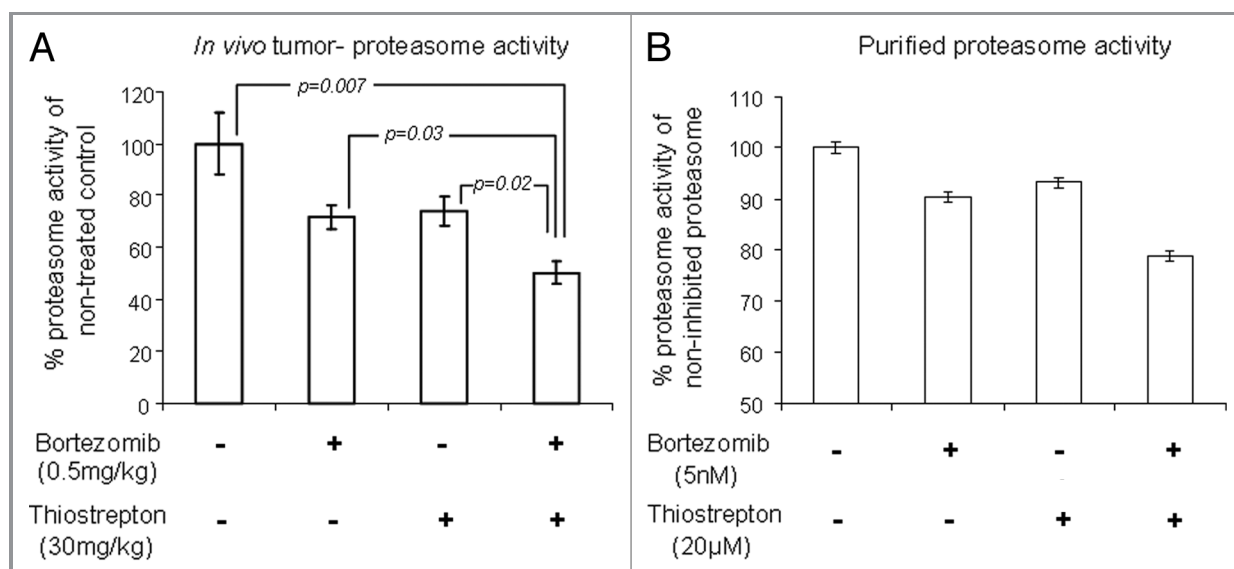 A
In vivo tumor- proteasome activity
% proteasome activity of
non-treated control
120
100
80
60
40
20
0
p=0.007
p=0.03
p=0.02
Bortezomib - + - +
(0.5mg/kg)
Thiostrepton - - + +
(30mg/kg)
B
Purified proteasome activity
% proteasome activity of
non-inhibited proteasome
110
100
90
80
70
60
50
Bortezomib - + - +
(5nM)
Thiostrepton - - + +
(20µM)